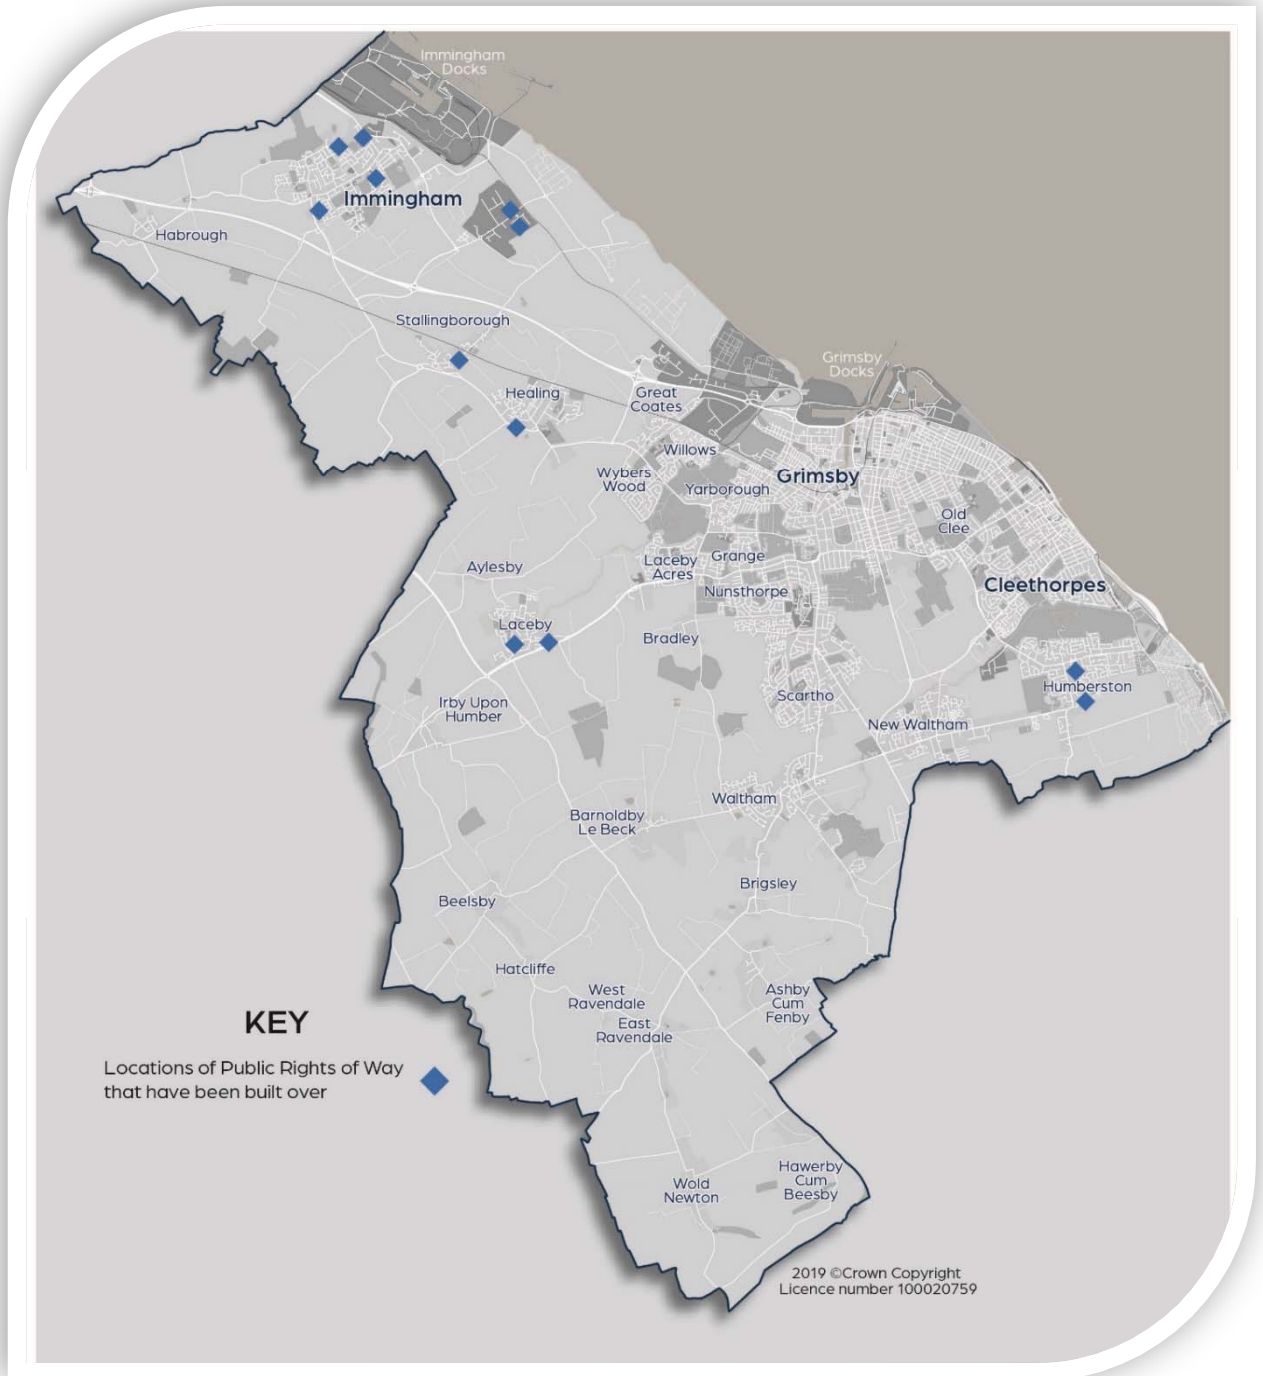 Immingham
Docks
Immingham
Habrough
Stallingborough
Grimsby
Docks
Healing
Great
Coates
Willows
Wybers
Wood
Yarborough
Grimsby
Old
Clee
Aylesby
Laceby
Acres
Grange
Nunsthorpe
Cleethorpes
Laceby
Bradley
Irby Upon
Humber
Scartho
Humberston
New Waltham
Waltham
Barnoldby
Le Beck
Brigsley
Beelsby
Hatcliffe
West
Ravendale
East
Ravendale
Ashby
Cum
Fenby
KEY
Locations of Public Rights of Way
that have been built over
Wold
Newton
Hawerby
Cum
Beesby
2019 ©Crown Copyright
Licence number 100020759